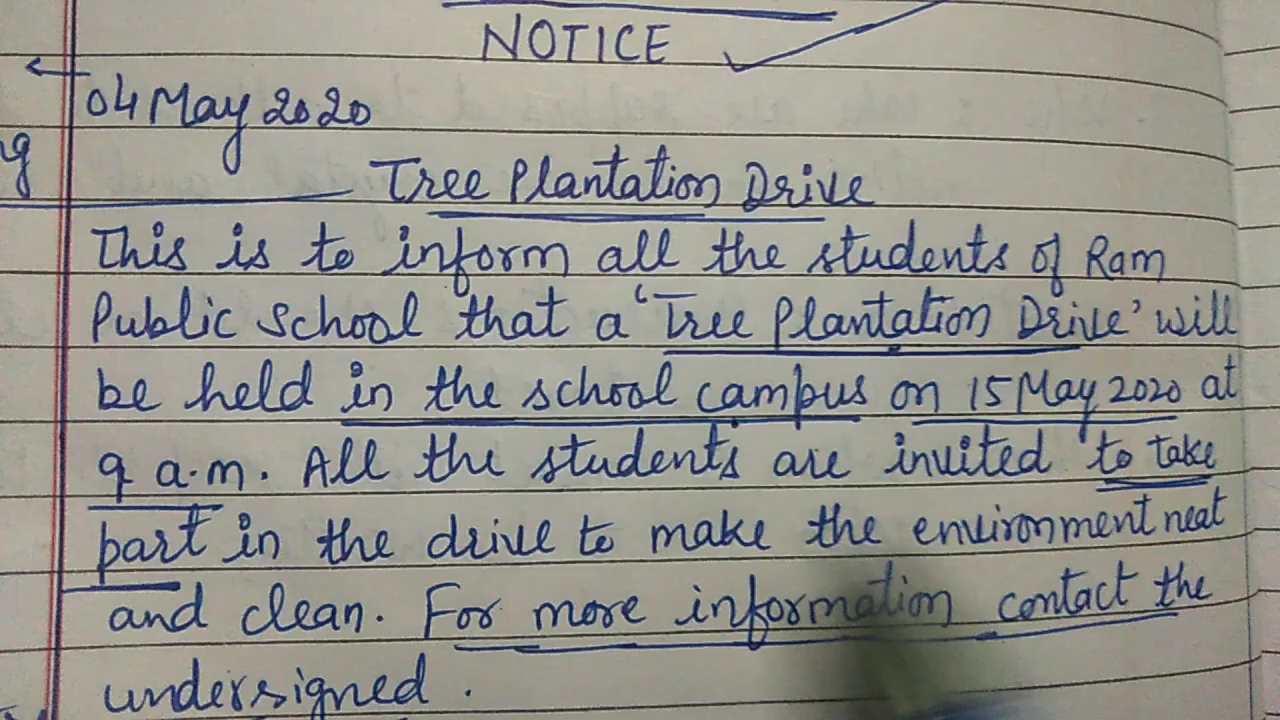 NOTICE
04 May 2020
Tree Plantation Drive
This is to inform all the students of Ram
Public School that a 'Tree Plantation Drive' will
be held in the school campus on 15 May 2020 at
9 a.m. All the students are invited to take
part in the drive to make the environment neat
and clean. For more information contact the
undersigned.